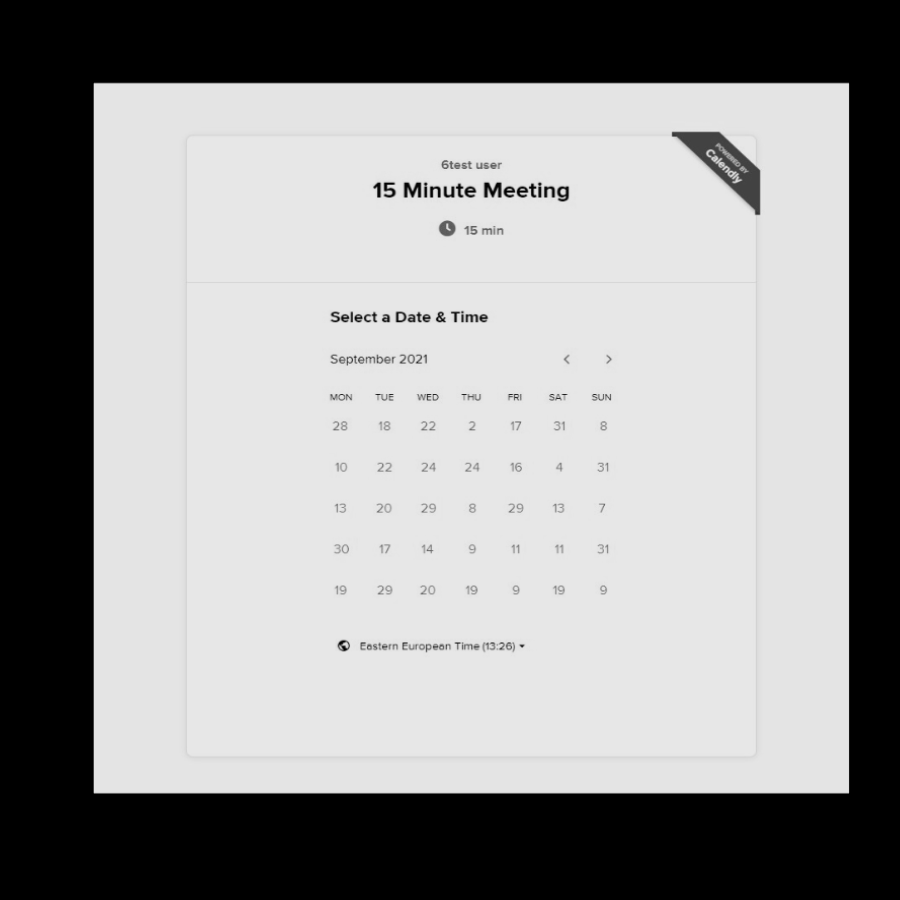 POWERED BY
Calendly
6test user
15 Minute Meeting
15 min
Select a Date & Time
September 2021
MON TUE WED THU FRI SAT SUN
28 18 22 2 17 31 8
10 22 24 24 16 4 31
13 20 29 8 29 13 7
30 17 14 9 11 11 31
19 29 20 19 9 19 9
Eastern European Time (13:26)